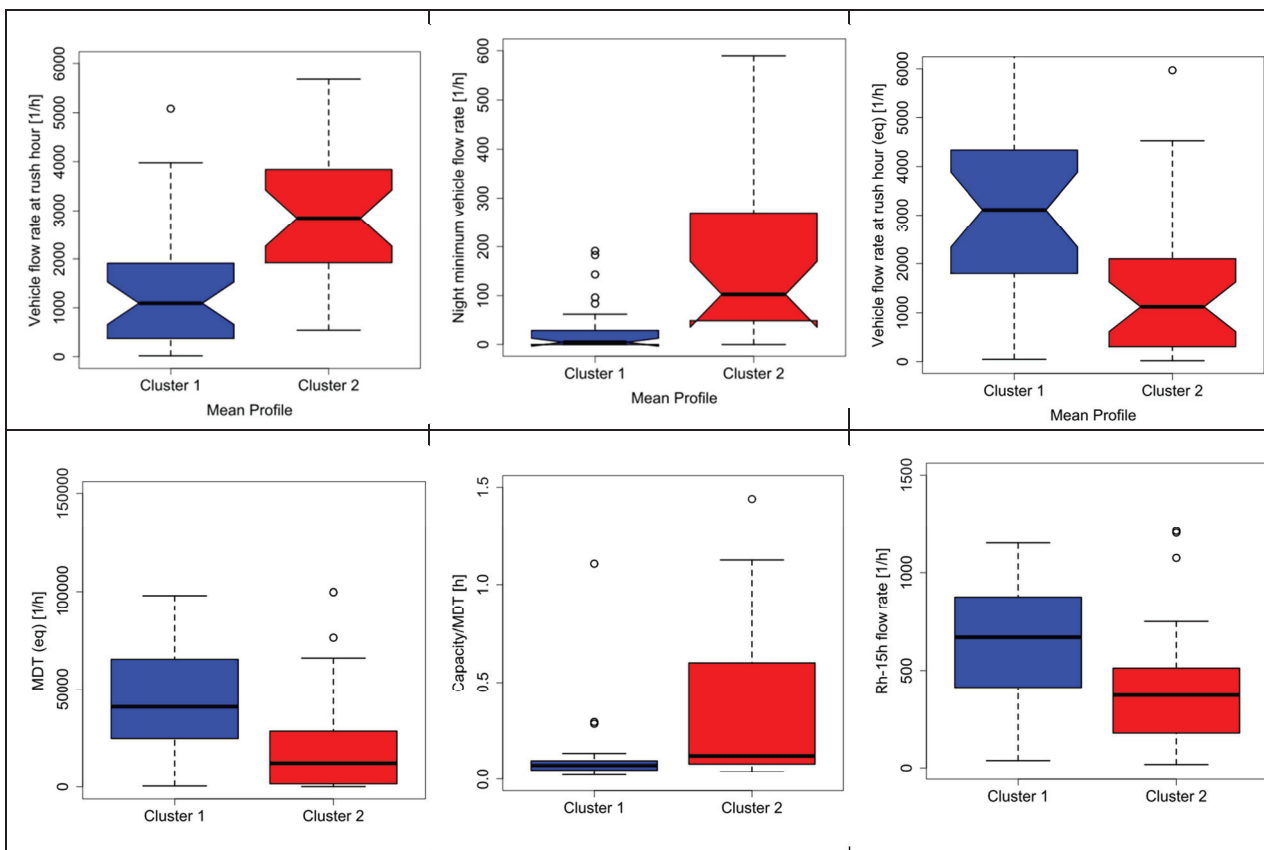 Vehicle flow rate at rush hour [1/h]
6000
5000
4000
3000
2000
1000
0
Cluster 1
Cluster 2
Mean Profile
Night minimum vehicle flow rate [1/h]
600
500
400
300
200
100
0
Cluster 1
Cluster 2
Mean Profile
Vehicle flow rate at rush hour (eq) [1/h]
6000
5000
4000
3000
2000
1000
0
Cluster 1
Cluster 2
Mean Profile
MDT (eq) [1/h]
150000
100000
50000
0
Cluster 1
Cluster 2
Capacity/MDT [h]
1.5
1.0
0.5
0.0
Cluster 1
Cluster 2
Rh-15h flow rate [1/h]
1500
1000
500
0
Cluster 1
Cluster 2